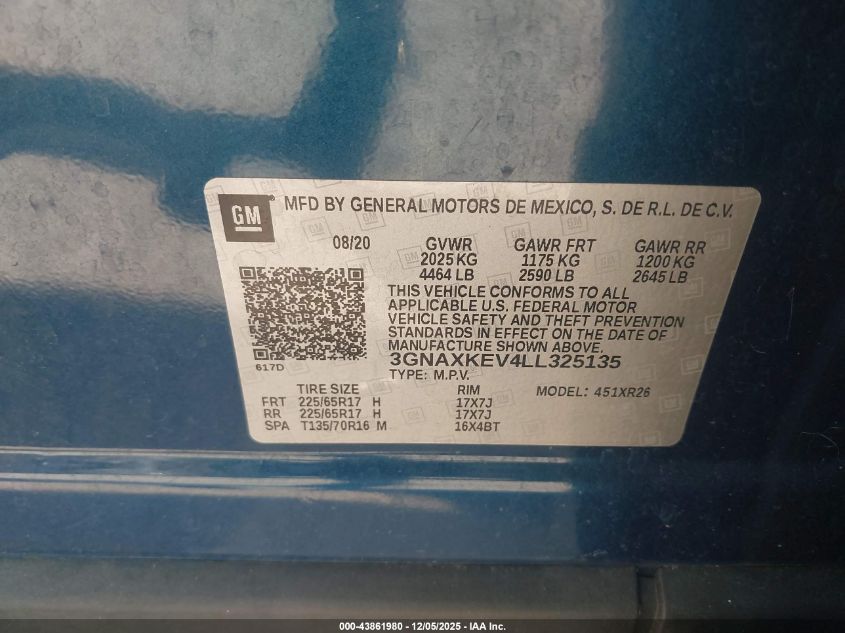 GM ® MFD BY GENERAL MOTORS DE MEXICO, S. DE R.L. DE C.V.
08/20 GVWR GAWR FRT GAWR RR
2025 KG 1175 KG 1200 KG
4464 LB 2590 LB 2645 LB
THIS VEHICLE CONFORMS TO ALL
APPLICABLE U.S. FEDERAL MOTOR
VEHICLE SAFETY AND THEFT PREVENTION
STANDARDS IN EFFECT ON THE DATE OF
MANUFACTURE SHOWN ABOVE.
3GNAXKEV4LL325135
617D TYPE: M.P.V.
TIRE SIZE RIM MODEL: 451XR26
FRT 225/65R17 H 17X7J
RR 225/65R17 H 17X7J
SPA T135/70R16 M 16X4BT
000-43861980 - 12/05/2025 - IAA Inc.